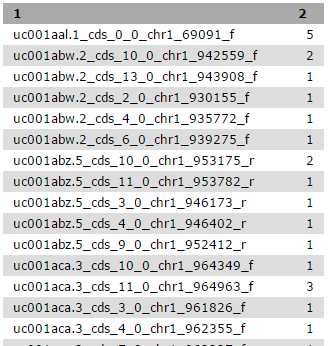 1 2
uc001aal.1_cds_0_0_chr1_69091_f 5
uc001abw.2_cds_10_0_chr1_942559_f 2
uc001abw.2_cds_13_0_chr1_943908_f 1
uc001abw.2_cds_2_0_chr1_930155_f 1
uc001abw.2_cds_4_0_chr1_935772_f 1
uc001abw.2_cds_6_0_chr1_939275_f 1
uc001abz.5_cds_10_0_chr1_953175_r 2
uc001abz.5_cds_11_0_chr1_953782_r 1
uc001abz.5_cds_3_0_chr1_946173_r 1
uc001abz.5_cds_4_0_chr1_946402_r 1
uc001abz.5_cds_9_0_chr1_952412_r 1
uc001aca.3_cds_10_0_chr1_964349_f 1
uc001aca.3_cds_11_0_chr1_964963_f 3
uc001aca.3_cds_3_0_chr1_961826_f 1
uc001aca.3_cds_4_0_chr1_962355_f 1